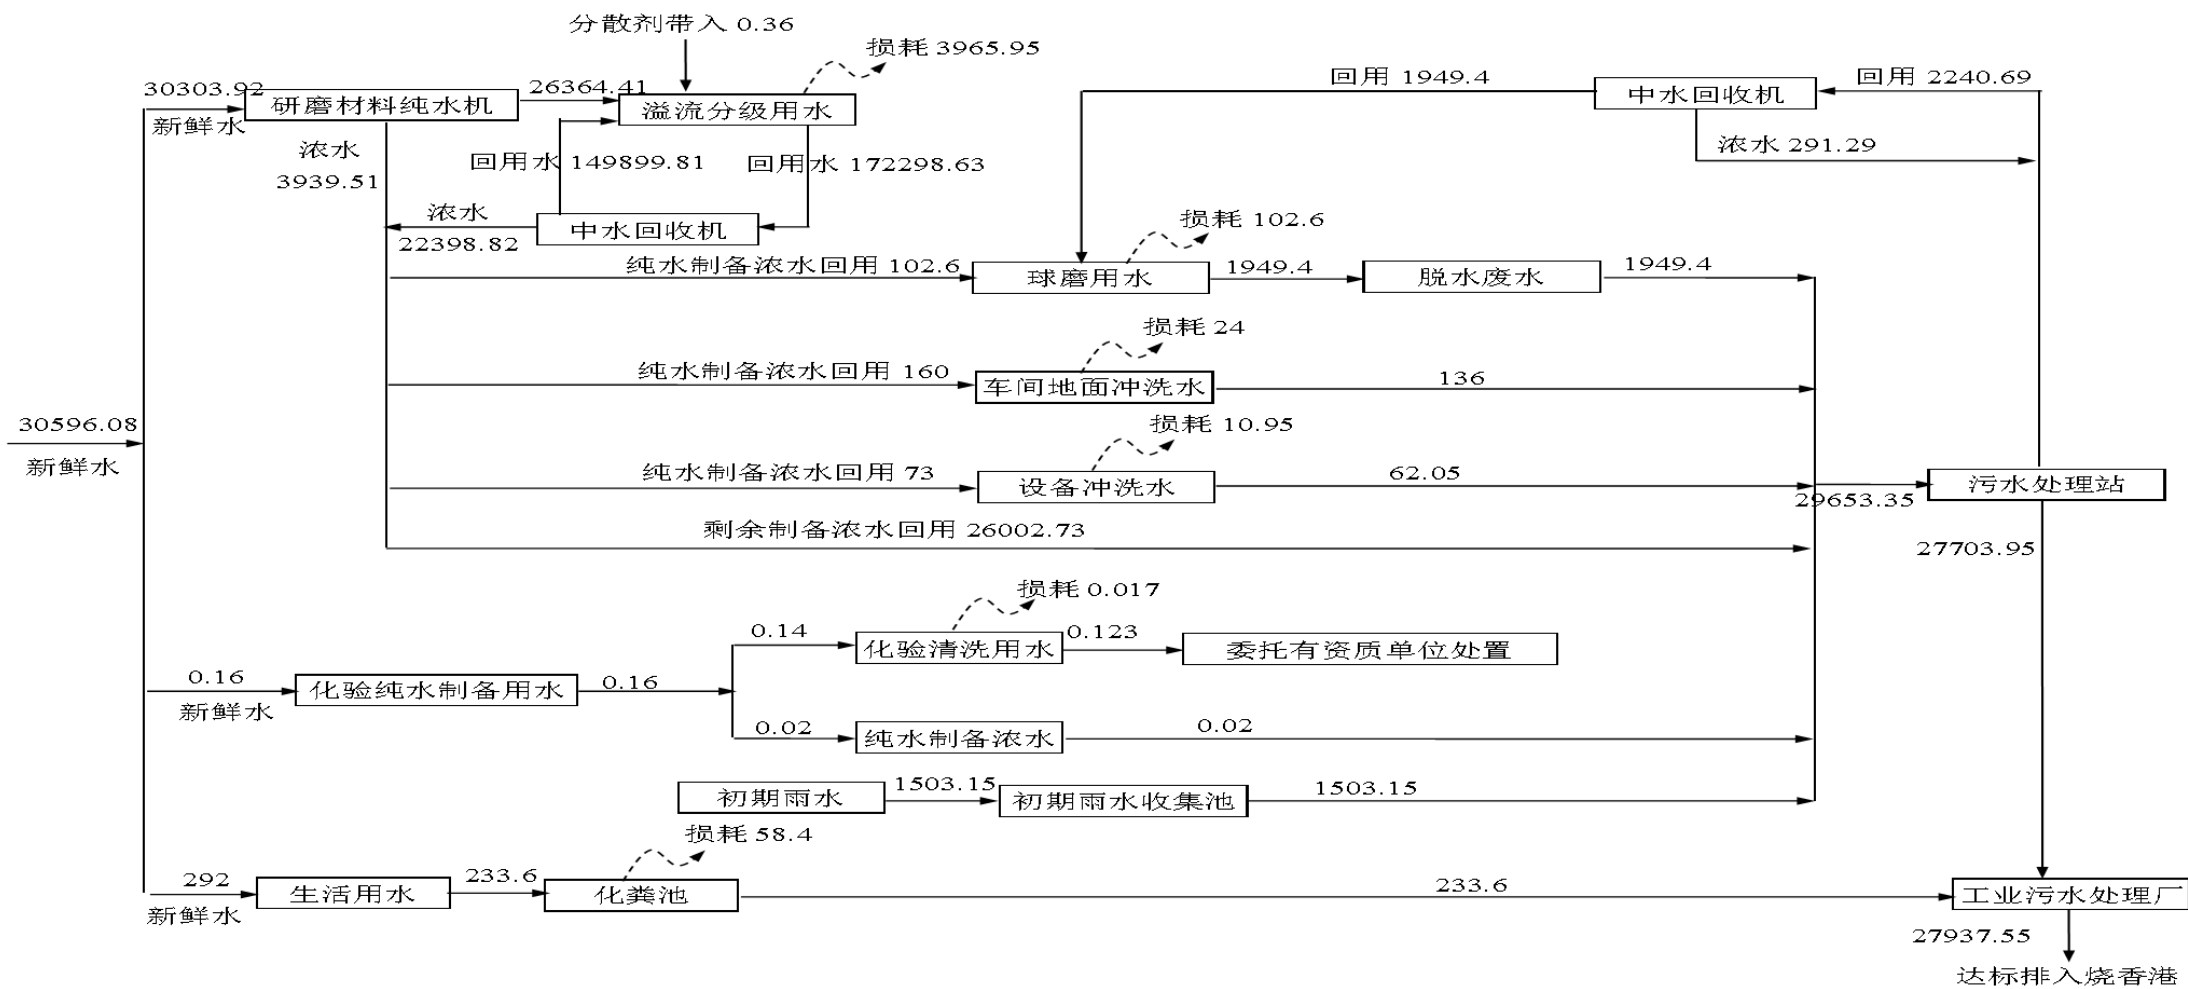 分散剂带入 0.36
损耗 3965.95
30303.92
新鲜水
研磨材料纯水机
26364.41
溢流分级用水
回用 1949.4
中水回收机
回用 2240.69
浓水 291.29
浓水
3939.51
回用水 149899.81
回用水 172298.63
浓水
22398.82
中水回收机
损耗 102.6
纯水制备浓水回用 102.6
球磨用水
1949.4
脱水废水
1949.4
损耗 24
纯水制备浓水回用 160
车间地面冲洗水
136
30596.08
新鲜水
损耗 10.95
纯水制备浓水回用 73
设备冲洗水
62.05
29653.35
污水处理站
剩余制备浓水回用 26002.73
27703.95
损耗 0.017
0.14
化验清洗用水
0.123
委托有资质单位处置
0.16
新鲜水
化验纯水制备用水
0.16
0.02
纯水制备浓水
0.02
初期雨水
1503.15
初期雨水收集池
1503.15
损耗 58.4
292
新鲜水
生活用水
233.6
化粪池
233.6
工业污水处理厂
27937.55
达标排入烧香港